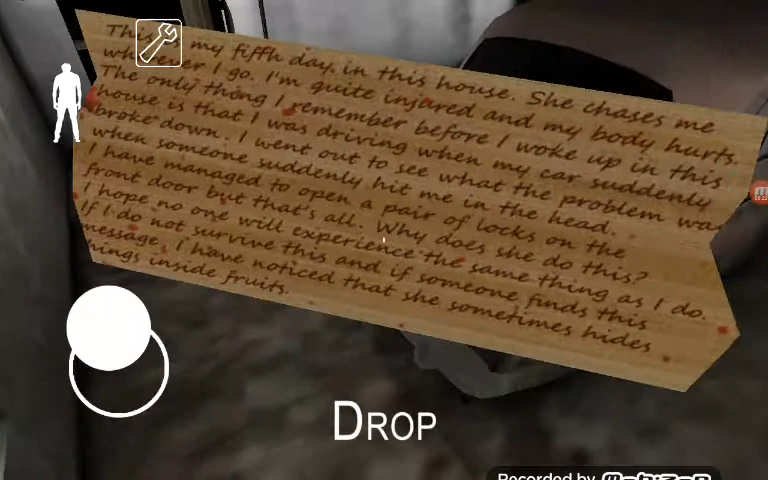 This is my fifth day in this house. She chases me
wherever I go. I'm quite injured and my body hurts.
The only thing I remember before I woke up in this
house is that I was driving when my car suddenly
broke down. I went out to see what the problem was
when someone suddenly hit me in the head.
I have managed to open a pair of locks on the
front door but that's all. Why does she do this?
I hope no one will experience the same thing as I do.
If I do not survive this and if someone finds this
message, I have noticed that she sometimes hides
things inside fruits.
DROP
Recorded by MOBIZEN